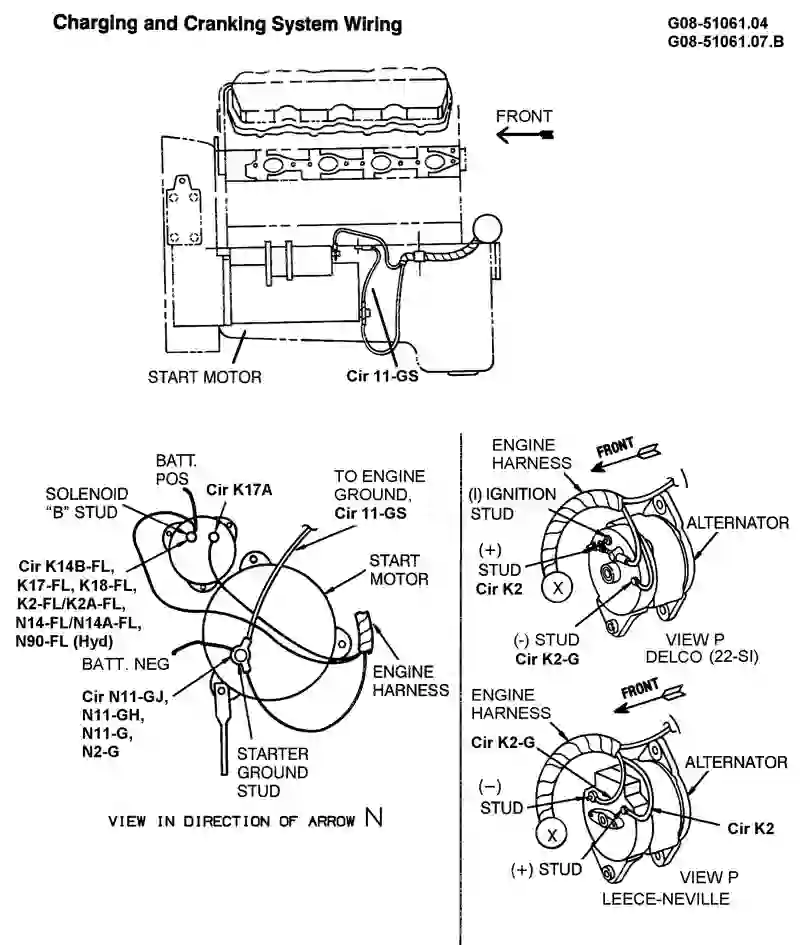 Charging and Cranking System Wiring
G08-51061.04
G08-51061.07.B
FRONT
START MOTOR
Cir 11-GS
BATT.
POS
SOLENOID
"B" STUD
Cir K17A
TO ENGINE
GROUND,
Cir 11-GS
START
MOTOR
Cir K14B-FL,
K17-FL, K18-FL,
K2-FL/K2A-FL,
N14-FL/N14A-FL,
N90-FL (Hyd)
BATT. NEG
Cir N11-GJ,
N11-GH,
N11-G,
N2-G
ENGINE
HARNESS
STARTER
GROUND
STUD
VIEW IN DIRECTION OF ARROW N
ENGINE
HARNESS
FRONT
(I) IGNITION
STUD
ALTERNATOR
(+)
STUD
Cir K2
X
(-) STUD
Cir K2-G
VIEW P
DELCO (22-SI)
ENGINE
HARNESS
FRONT
Cir K2-G
ALTERNATOR
(–)
STUD
X
Cir K2
(+) STUD
VIEW P
LEECE-NEVILLE